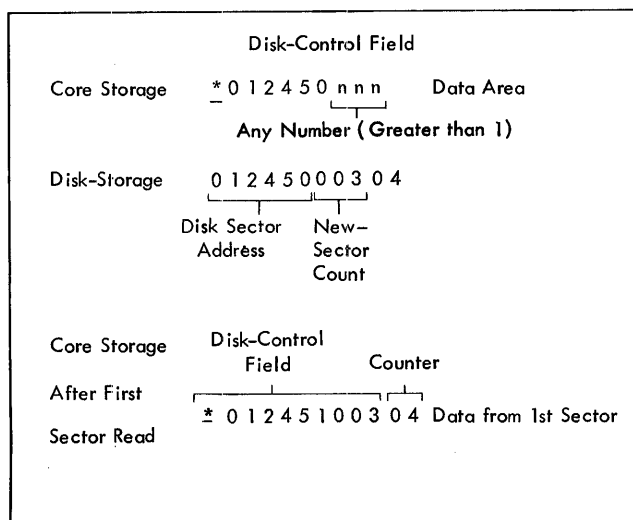 Disk-Control Field
Core Storage * 0 1 2 4 5 0 n n n Data Area
Any Number (Greater than 1)
Disk-Storage 0 1 2 4 5 0 0 0 3 0 4
Disk Sector Address
New-Sector Count
Core Storage After First Sector Read
Disk-Control Field
Counter
* 0 1 2 4 5 1 0 0 3 0 4 Data from 1st Sector